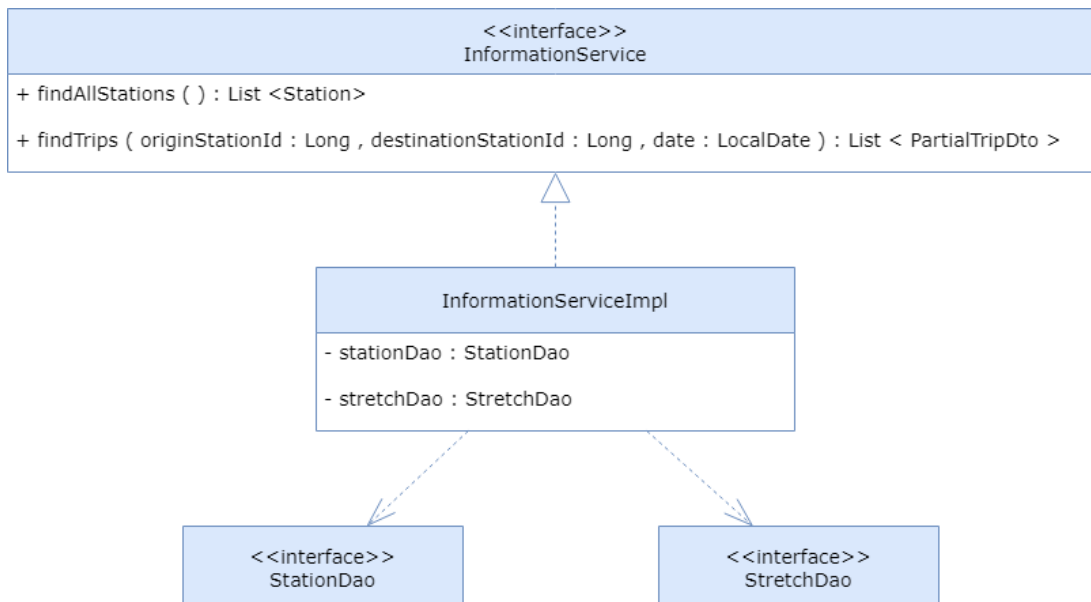 <<interface>>
InformationService
+ findAllStations ( ) : List <Station>
+ findTrips ( originStationId : Long , destinationStationId : Long , date : LocalDate ) : List < PartialTripDto >
InformationServiceImpl
- stationDao : StationDao
- stretchDao : StretchDao
<<interface>>
StationDao
<<interface>>
StretchDao